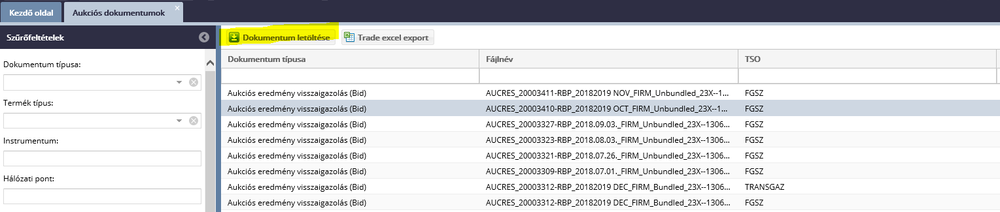 Kezdő oldal
Aukciós dokumentumok
Szűrőfeltételek
Dokumentum típusa:
Termék típus:
Instrumentum:
Hálózati pont:
Dokumentum letöltése
Trade excel export
Dokumentum típusa Fájlnév TSO
Aukciós eredmény visszaigazolás (Bid) AUCRES_20003411-RBP_20182019 NOV_FIRM_Unbundled_23X--1... FGSZ
Aukciós eredmény visszaigazolás (Bid) AUCRES_20003410-RBP_20182019 OCT_FIRM_Unbundled_23X--1... FGSZ
Aukciós eredmény visszaigazolás (Bid) AUCRES_20003327-RBP_2018.09.03._FIRM_Unbundled_23X--1306... FGSZ
Aukciós eredmény visszaigazolás (Bid) AUCRES_20003323-RBP_2018.08.03._FIRM_Unbundled_23X--1306... FGSZ
Aukciós eredmény visszaigazolás (Bid) AUCRES_20003321-RBP_2018.07.26._FIRM_Unbundled_23X--1306... FGSZ
Aukciós eredmény visszaigazolás (Bid) AUCRES_20003309-RBP_2018.07.01._FIRM_Unbundled_23X--1306... FGSZ
Aukciós eredmény visszaigazolás (Bid) AUCRES_20003312-RBP_20182019 DEC_FIRM_Bundled_23X--1306... TRANSGAZ
Aukciós eredmény visszaigazolás (Bid) AUCRES_20003312-RBP_20182019 DEC_FIRM_Bundled_23X--1306... FGSZ